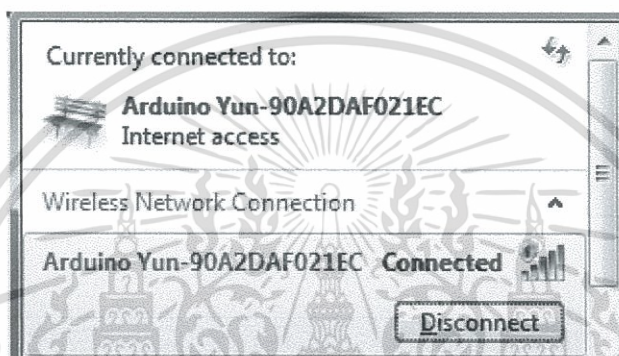 Currently connected to:
Arduino Yun-90A2DAF021EC
Internet access
Wireless Network Connection
Arduino Yun-90A2DAF021EC Connected
Disconnect